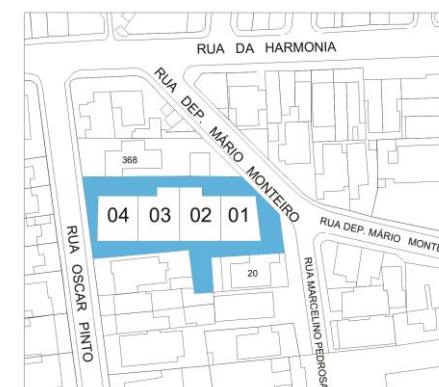 RUA DA HARMONIA
RUA DEP. MÁRIO MONTEIRO
368
04 03 02 01
RUA DEP. MÁRIO MONTE
RUA OSCAR PINTO
20
RUA MARCELINO PEDROSA